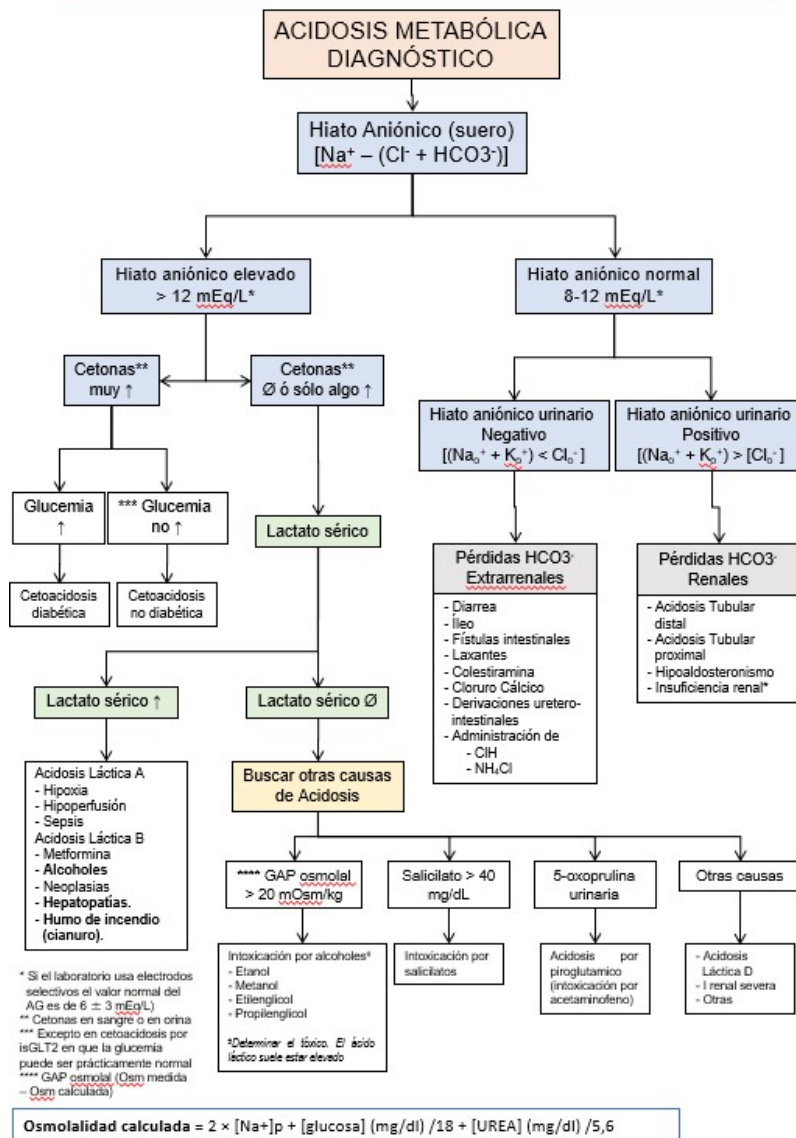 ACIDOSIS METABÓLICA
DIAGNÓSTICO
Hiato Aniónico (suero)
[Na⁺ – (Cl⁻ + HCO3⁻)]
Hiato aniónico elevado
> 12 mEq/L*
Hiato aniónico normal
8-12 mEq/L*
Cetonas**
muy ↑
Cetonas**
Ø ó sólo algo ↑
Hiato aniónico urinario
Negativo
[(Naₒ⁺ + Kₒ⁺) < Clₒ⁻]
Hiato aniónico urinario
Positivo
[(Naₒ⁺ + Kₒ⁺) > [Clₒ⁻]
Glucemia
↑
*** Glucemia
no ↑
Lactato sérico
Cetoacidosis
diabética
Cetoacidosis
no diabética
Pérdidas HCO3⁻
Extrarrenales
- Diarrea
- Íleo
- Fístulas intestinales
- Laxantes
- Colestiramina
- Cloruro Cálcico
- Derivaciones uretero-
intestinales
- Administración de
- ClH
- NH₄Cl
Pérdidas HCO3⁻
Renales
- Acidosis Tubular
distal
- Acidosis Tubular
proximal
- Hipoaldosteronismo
- Insuficiencia renal*
Lactato sérico ↑
Lactato sérico Ø
Acidosis Láctica A
- Hipoxia
- Hipoperfusión
- Sepsis
Acidosis Láctica B
- Metformina
- Alcoholes
- Neoplasias
- Hepatopatías.
- Humo de incendio
(cianuro).
Buscar otras causas
de Acidosis
**** GAP osmolal
> 20 mOsm/kg
Salicilato > 40
mg/dL
5-oxoprulina
urinaria
Otras causas
Intoxicación por alcoholes*
- Etanol
- Metanol
- Etilenglicol
- Propilenglicol
*Determinar el tóxico. El ácido
láctico suele estar elevado
Intoxicación por
salicilatos
Acidosis por
piroglutamico
(intoxicación por
acetaminofeno)
- Acidosis
Láctica D
- I renal severa
- Otras
* Si el laboratorio usa electrodos
selectivos el valor normal del
AG es de 6 ± 3 mEq/L)
** Cetonas en sangre o en orina
*** Excepto en cetoacidosis por
isGLT2 en que la glucemia
puede ser prácticamente normal
**** GAP osmolal (Osm medida
– Osm calculada)
Osmolalidad calculada = 2 × [Na+]p + [glucosa] (mg/dl) /18 + [UREA] (mg/dl) /5,6